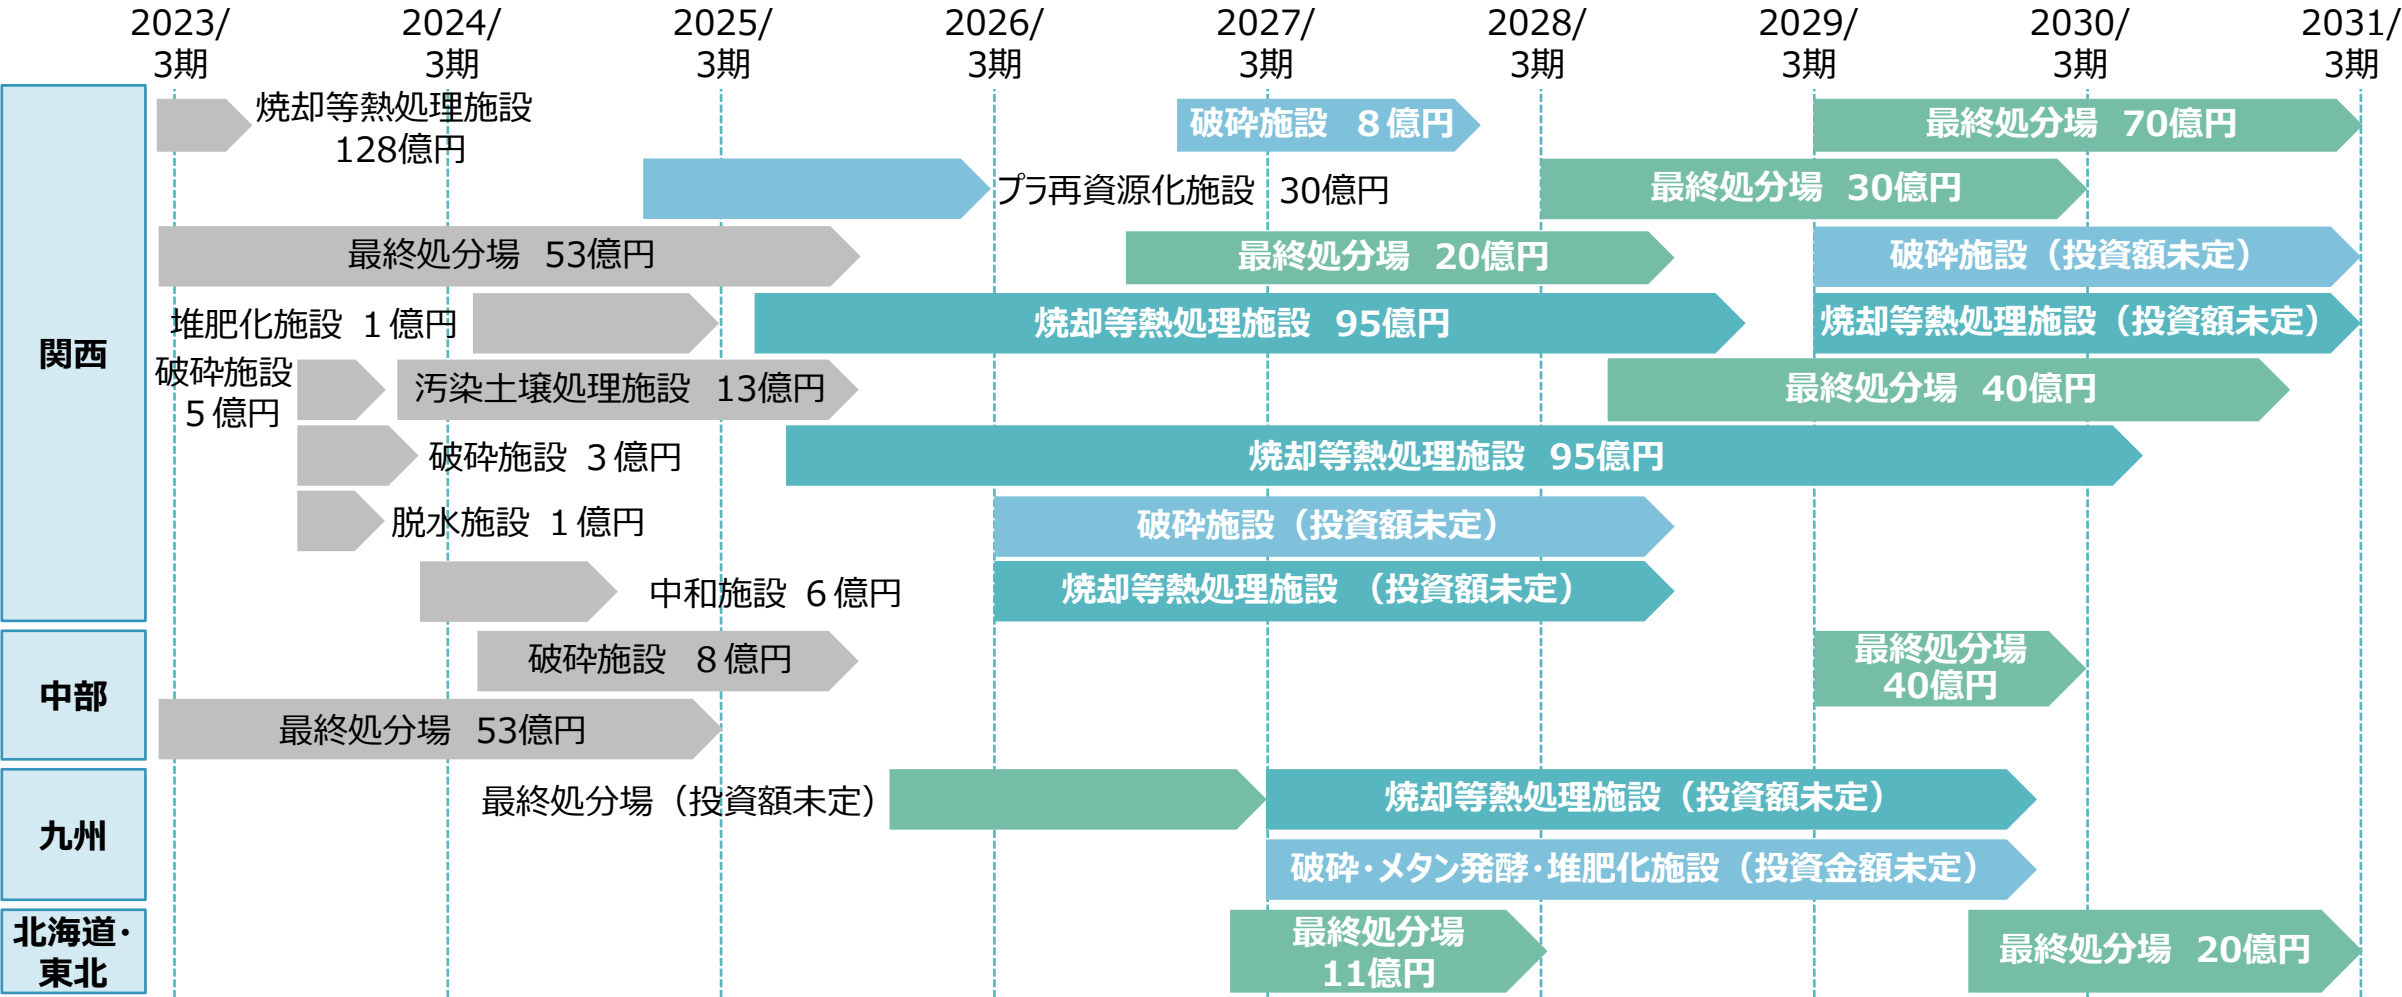 2023/
3期
2024/
3期
2025/
3期
2026/
3期
2027/
3期
2028/
3期
2029/
3期
2030/
3期
2031/
3期
関西
焼却等熱処理施設
128億円
破砕施設 ８億円
最終処分場 70億円
プラ再資源化施設 30億円
最終処分場 30億円
最終処分場 53億円
最終処分場 20億円
破砕施設（投資額未定）
堆肥化施設 １億円
焼却等熱処理施設 95億円
焼却等熱処理施設（投資額未定）
破砕施設
５億円
汚染土壌処理施設 13億円
最終処分場 40億円
破砕施設 ３億円
焼却等熱処理施設 95億円
脱水施設 １億円
破砕施設（投資額未定）
中和施設 ６億円
焼却等熱処理施設 （投資額未定）
中部
破砕施設 ８億円
最終処分場
40億円
最終処分場 53億円
九州
最終処分場（投資額未定）
焼却等熱処理施設（投資額未定）
破砕・メタン発酵・堆肥化施設（投資金額未定）
北海道・
東北
最終処分場
11億円
最終処分場 20億円